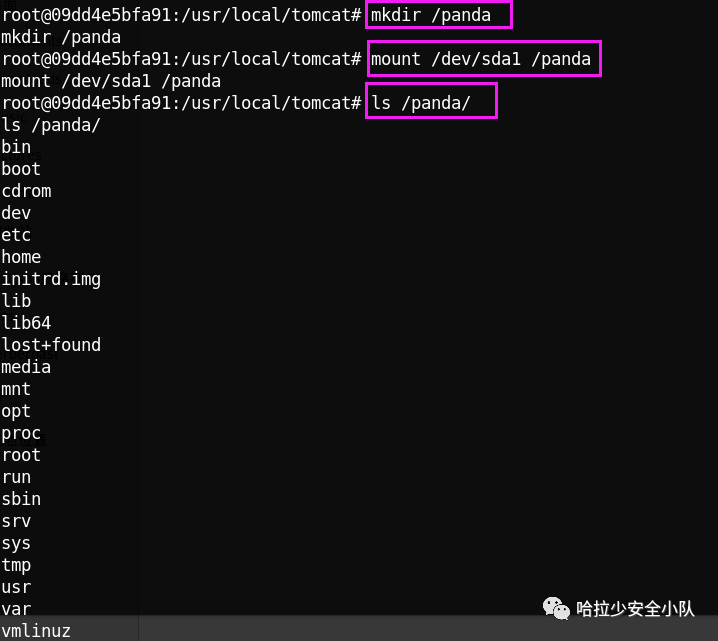 root@09dd4e5bfa91:/usr/local/tomcat# mkdir /panda
mkdir /panda
root@09dd4e5bfa91:/usr/local/tomcat# mount /dev/sda1 /panda
mount /dev/sda1 /panda
root@09dd4e5bfa91:/usr/local/tomcat# ls /panda/
ls /panda/
bin
boot
cdrom
dev
etc
home
initrd.img
lib
lib64
lost+found
media
mnt
opt
proc
root
run
sbin
srv
sys
tmp
usr
var
vmlinuz
哈拉少安全小队